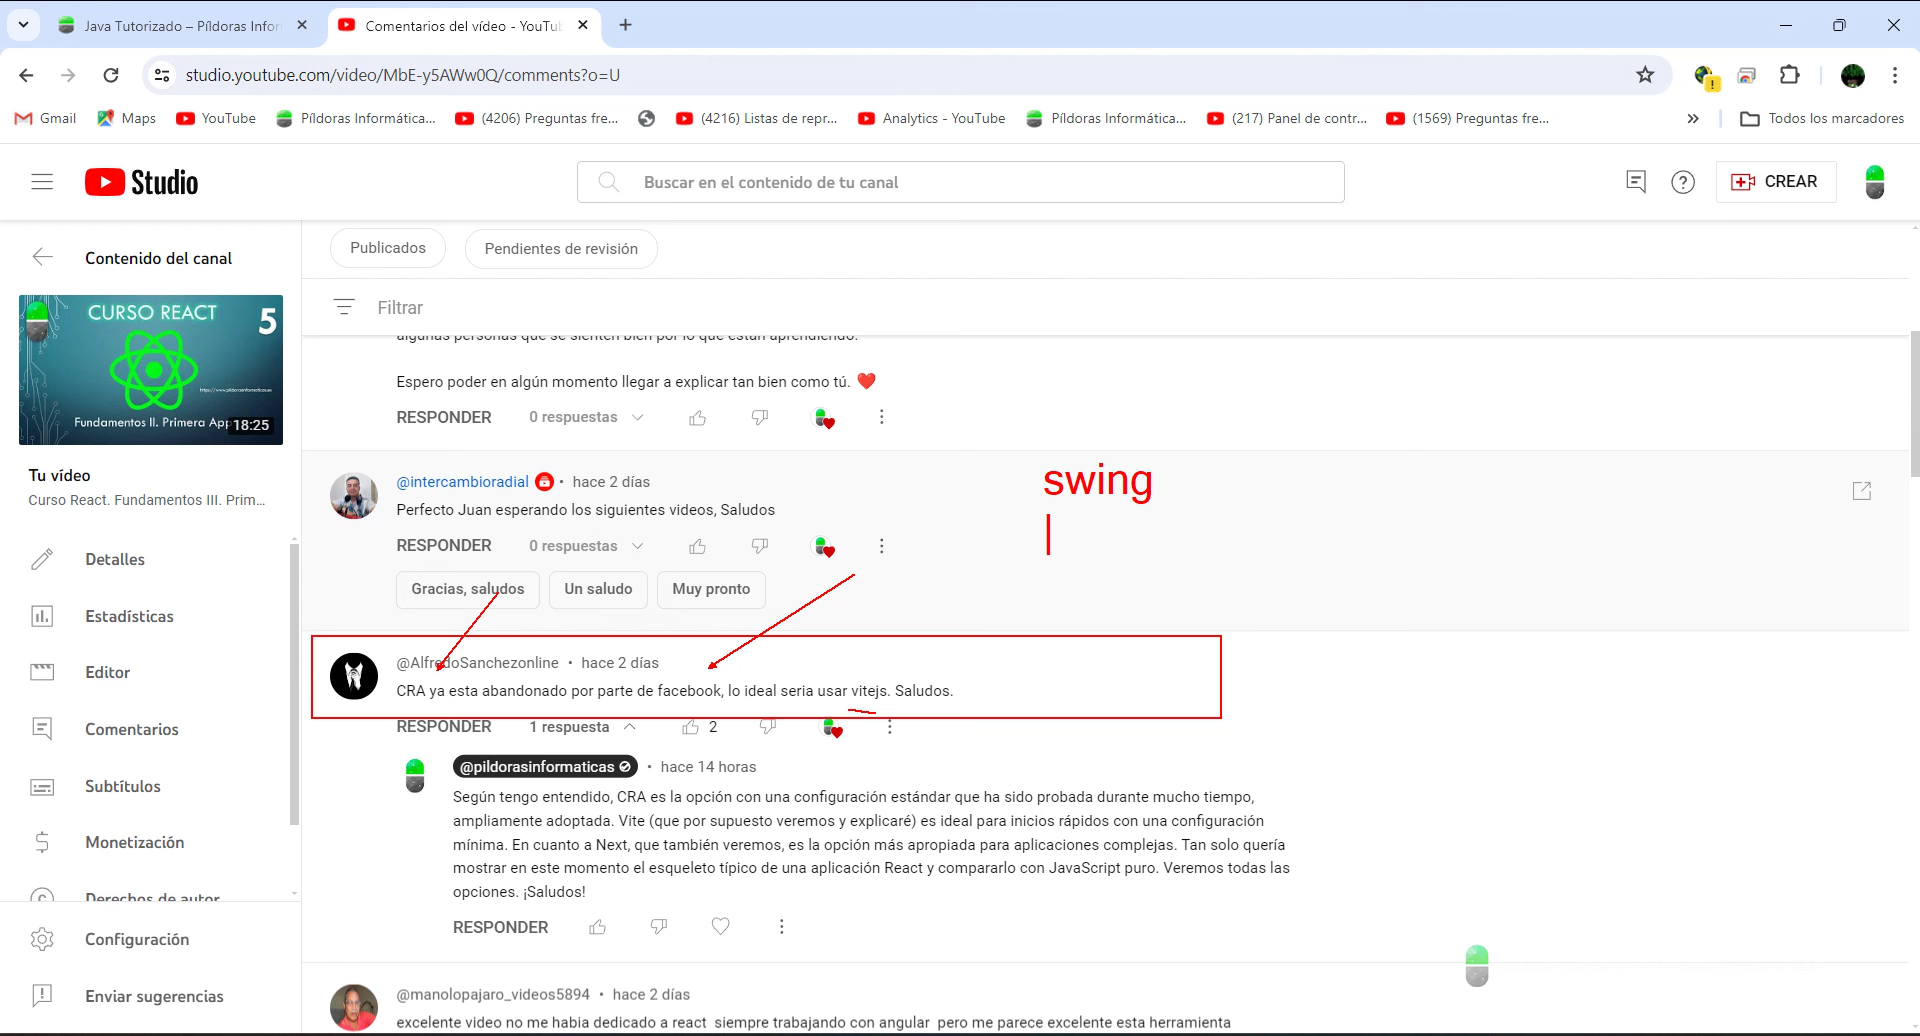 Java Tutorizado – Píldoras Infor
Comentarios del vídeo - YouTub
studio.youtube.com/video/MbE-y5AWw0Q/comments?o=U
Gmail
Maps
YouTube
Píldoras Informática...
(4206) Preguntas fre...
(4216) Listas de repr...
Analytics - YouTube
Píldoras Informática...
(217) Panel de contr...
(1569) Preguntas fre...
Todos los marcadores
Studio
Buscar en el contenido de tu canal
CREAR
Contenido del canal
CURSO REACT 5
https://www.pildorasinformaticas.es
Fundamentos II. Primera App
18:25
Tu vídeo
Curso React. Fundamentos III. Prim...
Detalles
Estadísticas
Editor
Comentarios
Subtítulos
Monetización
Derechos de autor
Configuración
Enviar sugerencias
Publicados
Pendientes de revisión
Filtrar
algunas personas que se sienten bien por lo que están aprendiendo.
Espero poder en algún momento llegar a explicar tan bien como tú. ❤️
RESPONDER 0 respuestas
@intercambioradial • hace 2 días
Perfecto Juan esperando los siguientes videos, Saludos
RESPONDER 0 respuestas
Gracias, saludos
Un saludo
Muy pronto
swing
@AlfredoSanchezonline • hace 2 días
CRA ya esta abandonado por parte de facebook, lo ideal seria usar vitejs. Saludos.
RESPONDER 1 respuesta 2
@pildorasinformaticas • hace 14 horas
Según tengo entendido, CRA es la opción con una configuración estándar que ha sido probada durante mucho tiempo,
ampliamente adoptada. Vite (que por supuesto veremos y explicaré) es ideal para inicios rápidos con una configuración
mínima. En cuanto a Next, que también veremos, es la opción más apropiada para aplicaciones complejas. Tan solo quería
mostrar en este momento el esqueleto típico de una aplicación React y compararlo con JavaScript puro. Veremos todas las
opciones. ¡Saludos!
RESPONDER
@manolopajaro_videos5894 • hace 2 días
excelente video no me habia dedicado a react siempre trabajando con angular pero me parece excelente esta herramienta